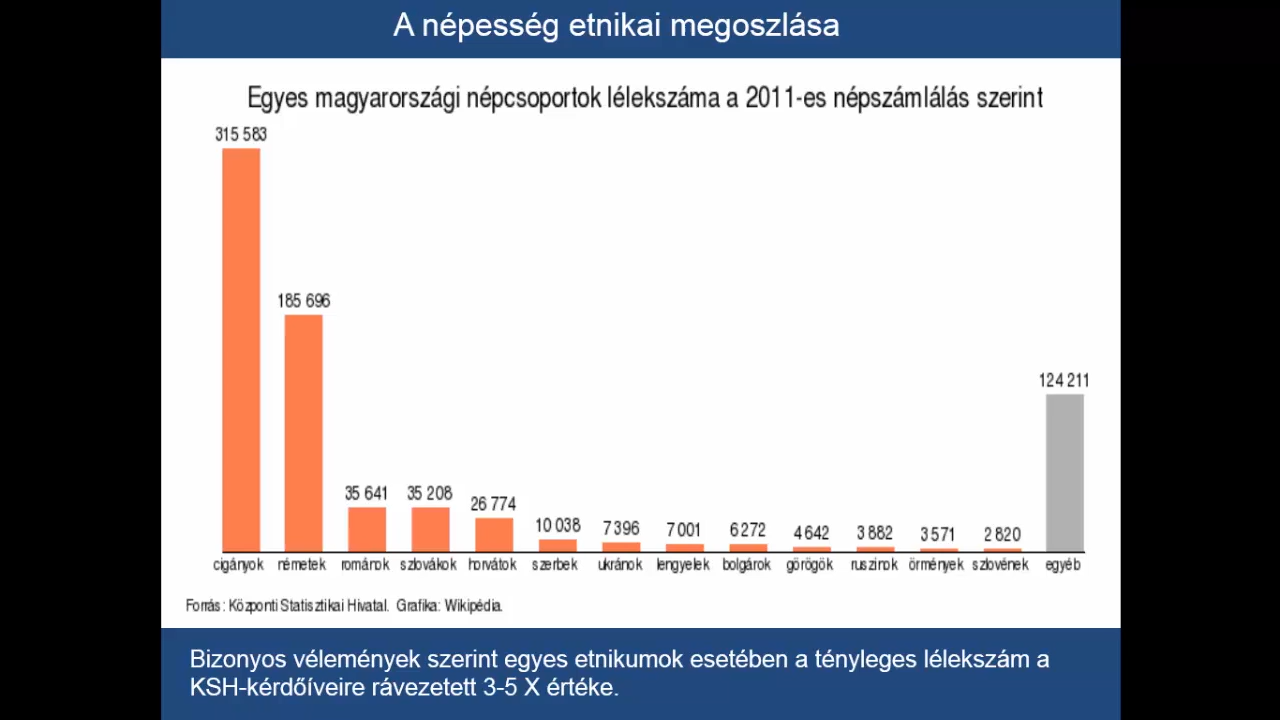 A népesség etnikai megoszlása
Egyes magyarországi népcsoportok lélekszáma a 2011-es népszámlálás szerint
315 583
185 696
35 641
35 208
26 774
10 038
7 396
7 001
6 272
4 642
3 882
3 571
2 820
124 211
cigányok németek románok szlovákok horvátok szerbek ukránok lengyelek bolgárok görögök ruszinok örmények szlovének egyéb
Forrás: Központi Statisztikai Hivatal. Grafika: Wikipédia.
Bizonyos vélemények szerint egyes etnikumok esetében a tényleges lélekszám a
KSH-kérdőíveire rávezetett 3-5 X értéke.